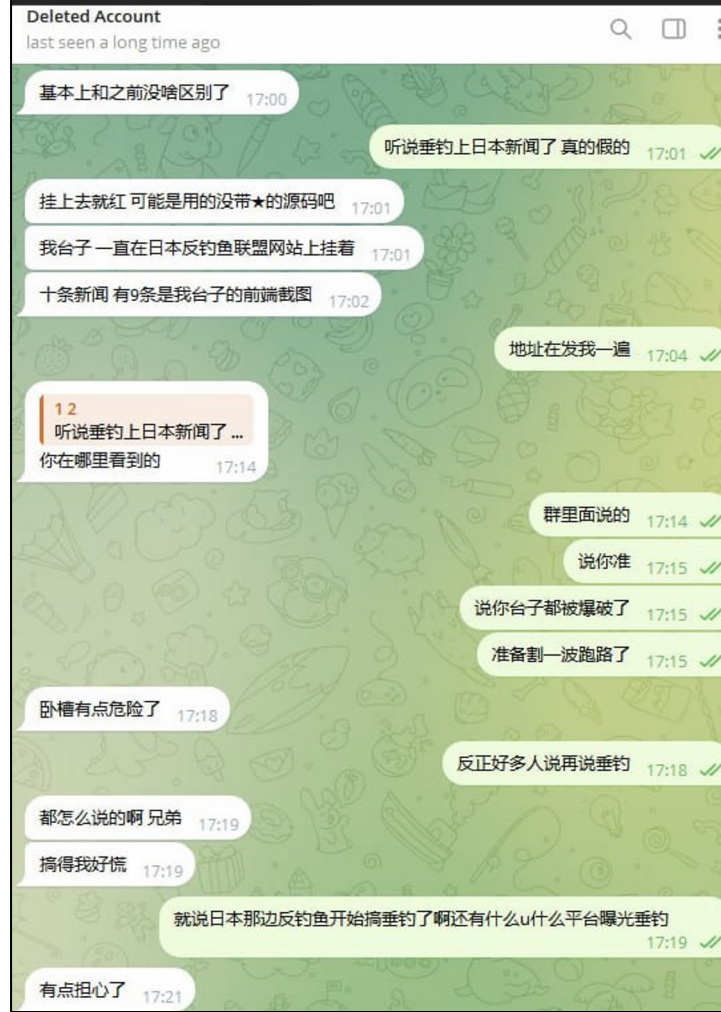 Deleted Account
last seen a long time ago
基本上和之前没啥区别了 17:00
听说垂钓上日本新闻了 真的假的 17:01
挂上去就红 可能是用的没带★的源码吧 17:01
我台子 一直在日本反钓鱼联盟网站上挂着 17:01
十条新闻 有9条是我台子的前端截图 17:02
地址在发我一遍 17:04
1 2
听说垂钓上日本新闻了 ...
你在哪里看到的 17:14
群里面说的 17:14
说你准 17:15
说你台子都被爆破了 17:15
准备割一波跑路了 17:15
卧槽有点危险了 17:18
反正好多人说再说垂钓 17:18
都怎么说的啊 兄弟 17:19
搞得我好慌 17:19
就说日本那边反钓鱼开始搞垂钓了啊还有什么u什么平台曝光垂钓
17:19
有点担心了 17:21